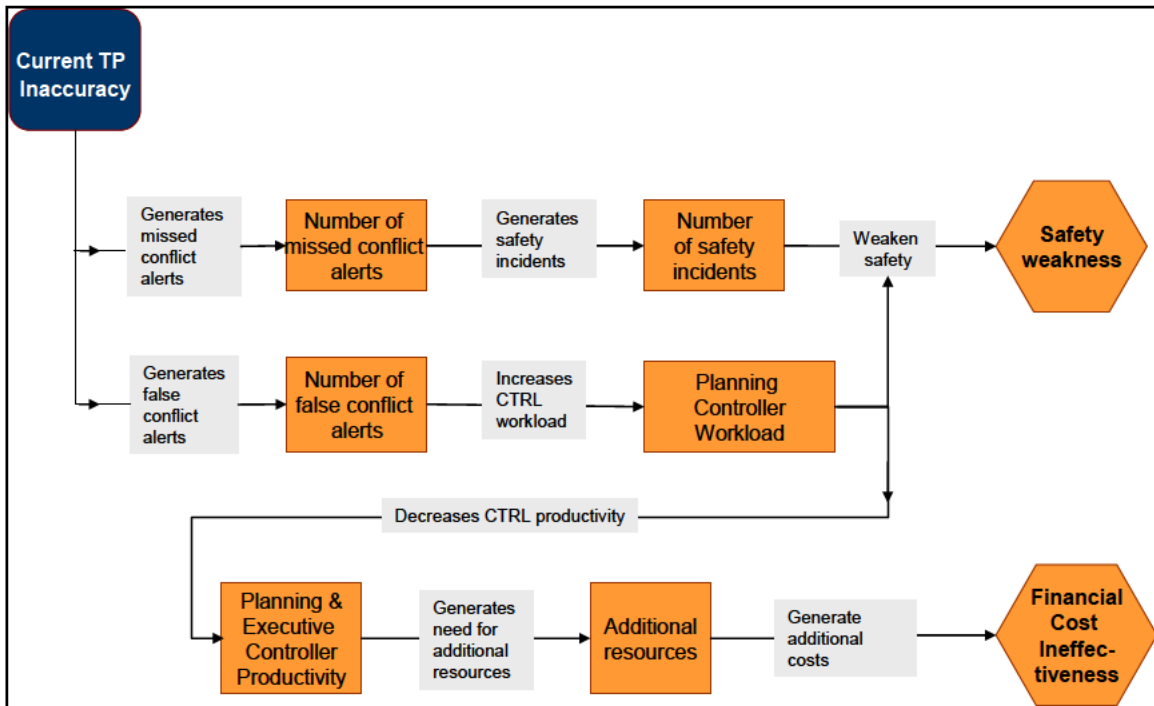 Current TP
Inaccuracy
Generates
missed
conflict
alerts
Number of
missed conflict
alerts
Generates
safety
incidents
Number
of safety
incidents
Weaken
safety
Safety
weakness
Generates
false
conflict
alerts
Number of
false conflict
alerts
Increases
CTRL
workload
Planning
Controller
Workload
Decreases CTRL productivity
Planning &
Executive
Controller
Productivity
Generates
need for
additional
resources
Additional
resources
Generate
additional
costs
Financial
Cost
Ineffec-
tiveness